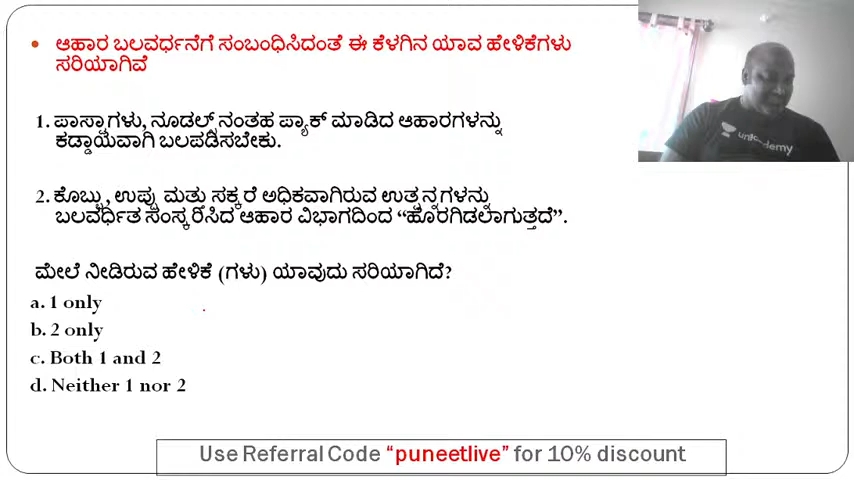 ಆಹಾರ ಬಲವರ್ಧನೆಗೆ ಸಂಬಂಧಿಸಿದಂತೆ ಈ ಕೆಳಗಿನ ಯಾವ ಹೇಳಿಕೆಗಳು
ಸರಿಯಾಗಿವೆ
1. ಪಾಸ್ಟಾಗಳು, ನೂಡಲ್ಸ್ ನಂತಹ ಪ್ಯಾಕ್ ಮಾಡಿದ ಆಹಾರಗಳನ್ನು
ಕಡ್ಡಾಯವಾಗಿ ಬಲಪಡಿಸಬೇಕು.
2. ಕೊಬ್ಬು, ಉಪ್ಪು ಮತ್ತು ಸಕ್ಕರೆ ಅಧಿಕವಾಗಿರುವ ಉತ್ಪನ್ನಗಳನ್ನು
ಬಲವರ್ಧಿತ ಸಂಸ್ಕರಿಸಿದ ಆಹಾರ ವಿಭಾಗದಿಂದ “ಹೊರಗಿಡಲಾಗುತ್ತದೆ”.
ಮೇಲೆ ನೀಡಿರುವ ಹೇಳಿಕೆ (ಗಳು) ಯಾವುದು ಸರಿಯಾಗಿದೆ?
a. 1 only
b. 2 only
c. Both 1 and 2
d. Neither 1 nor 2
Use Referral Code “puneetlive” for 10% discount